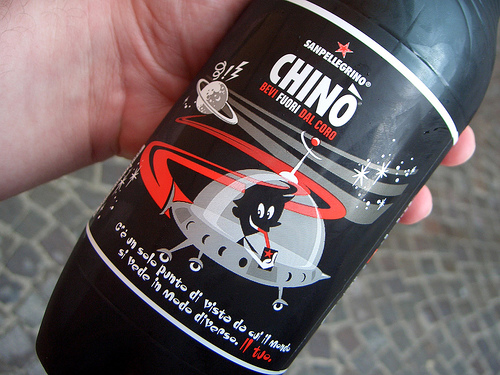 SANPELLEGRINO®
CHINÒ
BEVI FUORI DAL CORO
C'è un solo punto di vista da cui il mondo
si vede in modo diverso. Il tuo.